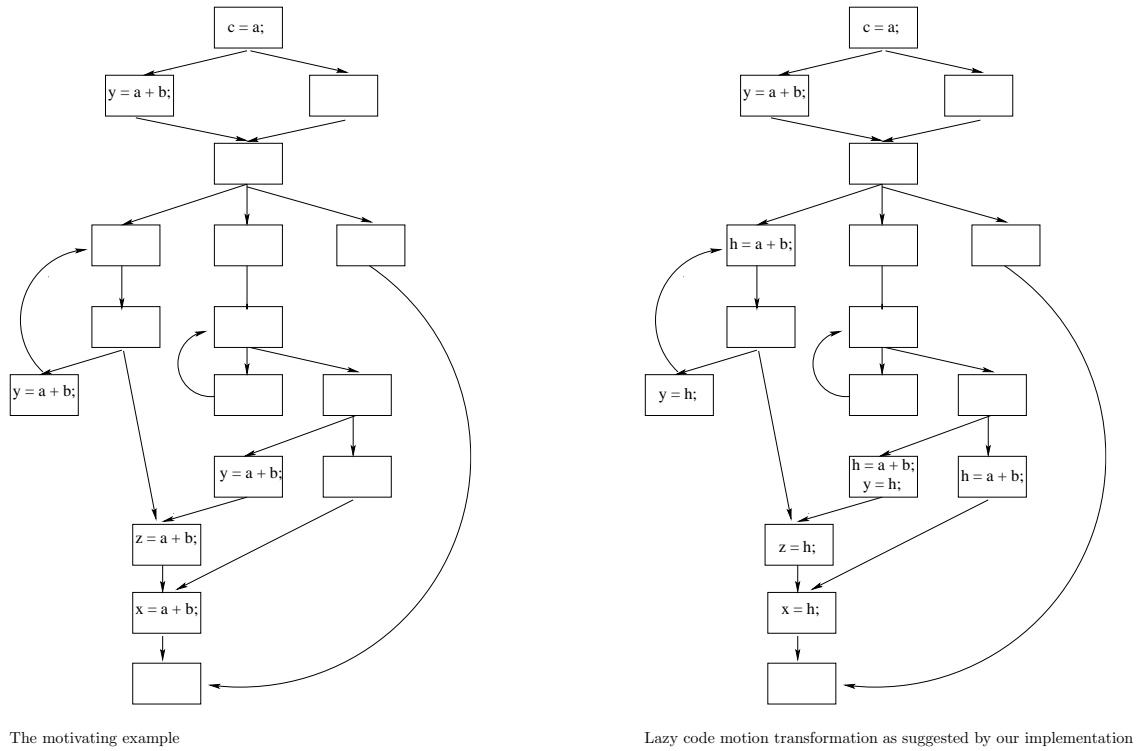 c = a;
y = a + b;
y = a + b;
y = a + b;
z = a + b;
x = a + b;
The motivating example
c = a;
y = a + b;
h = a + b;
y = h;
h = a + b;
y = h;
h = a + b;
z = h;
x = h;
Lazy code motion transformation as suggested by our implementation